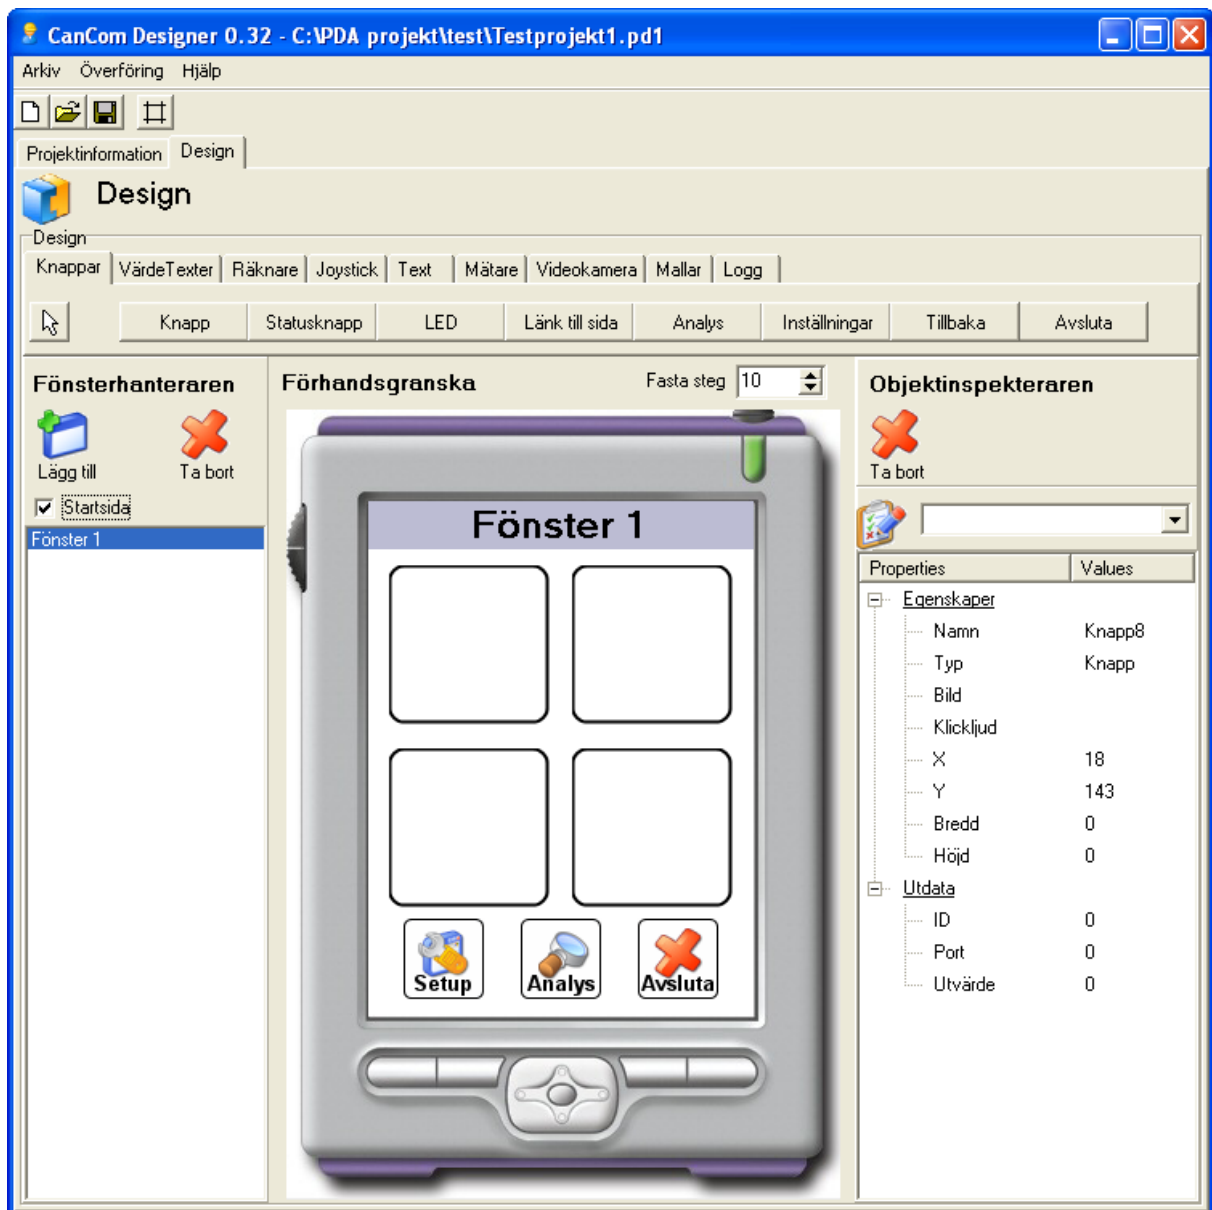 CanCom Designer 0.32 - C:\PDA projekt\test\Testprojekt1.pd1
Arkiv Överföring Hjälp
Projektinformation Design
Design
Design
Knappar VärdeTexter Räknare Joystick Text Mätare Videokamera Mallar Logg
Knapp Statusknapp LED Länk till sida Analys Inställningar Tillbaka Avsluta
Fönsterhanteraren
Lägg till Ta bort
Startsida
Fönster 1
Förhandsgranska Fasta steg 10
Fönster 1
Setup Analys Avsluta
Objektinspekteraren
Ta bort
Properties Values
Egenskaper
Namn Knapp8
Typ Knapp
Bild
Klickljud
X 18
Y 143
Bredd 0
Höjd 0
Utdata
ID 0
Port 0
Utvärde 0